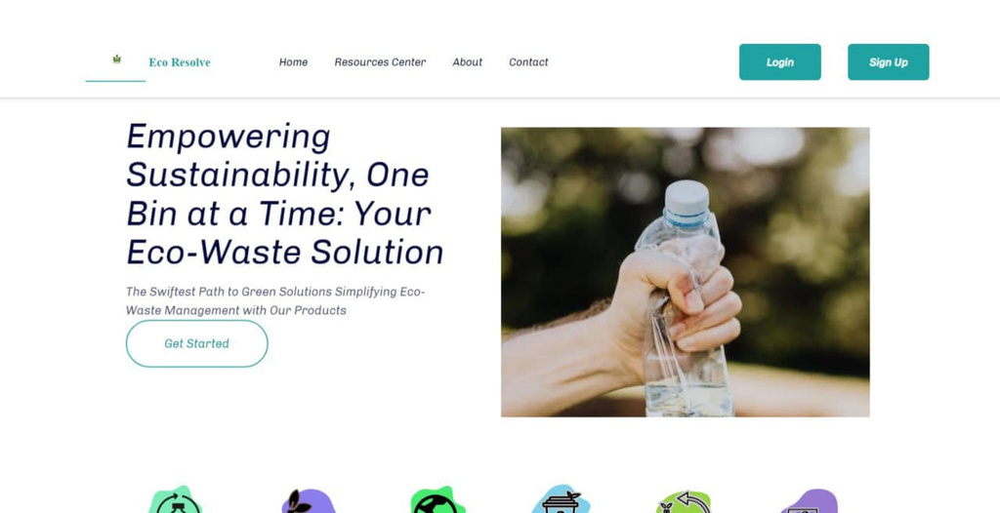 Eco Resolve
Home Resources Center About Contact
Login Sign Up
Empowering
Sustainability, One
Bin at a Time: Your
Eco-Waste Solution
The Swiftest Path to Green Solutions Simplifying Eco-
Waste Management with Our Products
Get Started